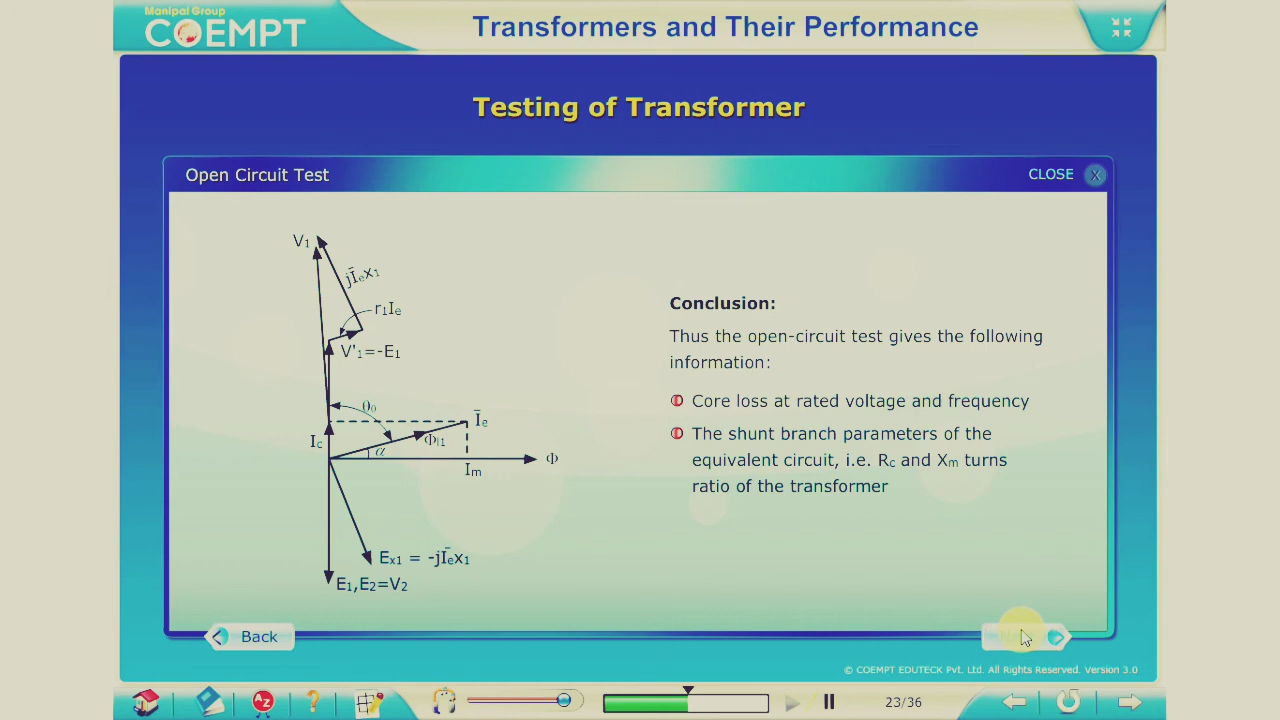 Manipal Group
COEMPT
Transformers and Their Performance
Testing of Transformer
Open Circuit Test
CLOSE X
V₁
jĪₑx₁
r₁Iₑ
V'₁=-E₁
θ₀
Īₑ
I꜀
Φₗ₁
α
Φ
Iₘ
Eₓ₁ = -jĪₑx₁
E₁,E₂=V₂
Conclusion:
Thus the open-circuit test gives the following
information:
Core loss at rated voltage and frequency
The shunt branch parameters of the
equivalent circuit, i.e. R꜀ and Xₘ turns
ratio of the transformer
Back
© COEMPT EDUTECK Pvt. Ltd. All Rights Reserved. Version 3.0
AZ
?
23/36